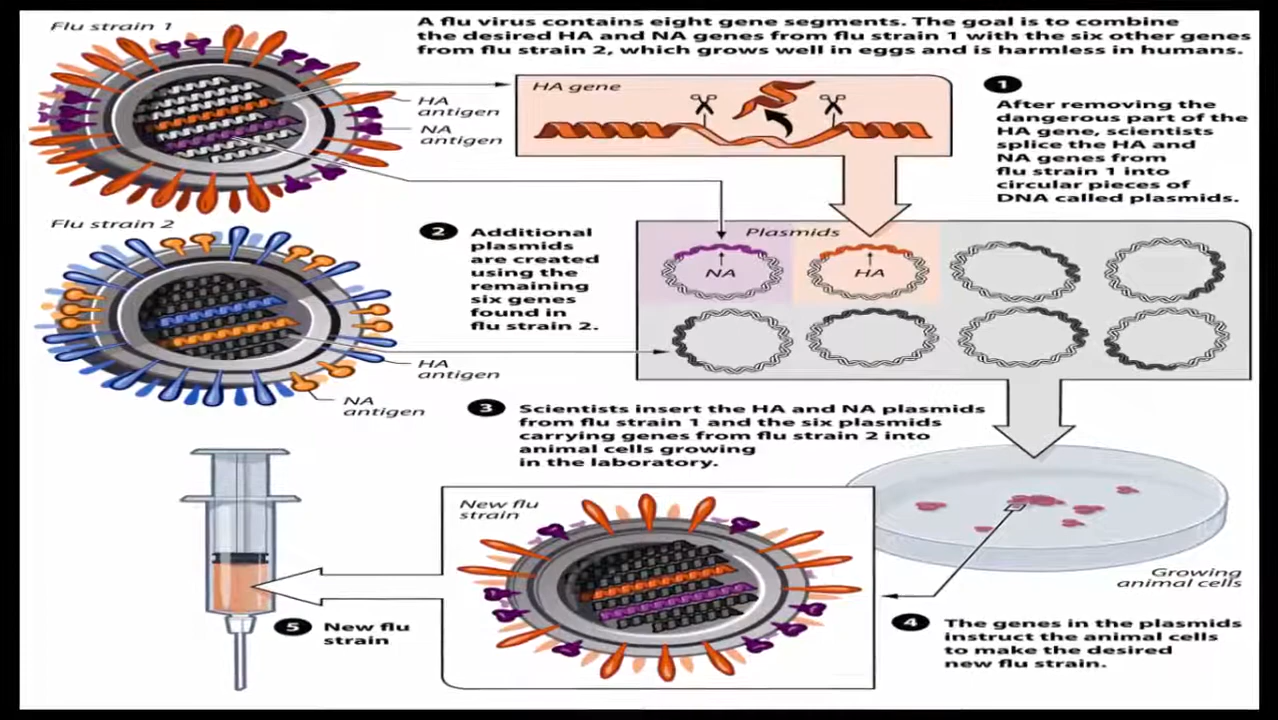 Flu strain 1
A flu virus contains eight gene segments. The goal is to combine
the desired HA and NA genes from flu strain 1 with the six other genes
from flu strain 2, which grows well in eggs and is harmless in humans.
HA
antigen
NA
antigen
HA gene
1
After removing the
dangerous part of the
HA gene, scientists
splice the HA and
NA genes from
flu strain 1 into
circular pieces of
DNA called plasmids.
Flu strain 2
2
Additional
plasmids
are created
using the
remaining
six genes
found in
flu strain 2.
Plasmids
NA
HA
HA
antigen
NA
antigen
3
Scientists insert the HA and NA plasmids
from flu strain 1 and the six plasmids
carrying genes from flu strain 2 into
animal cells growing
in the laboratory.
New flu
strain
Growing
animal cells
4
The genes in the plasmids
instruct the animal cells
to make the desired
new flu strain.
5
New flu
strain